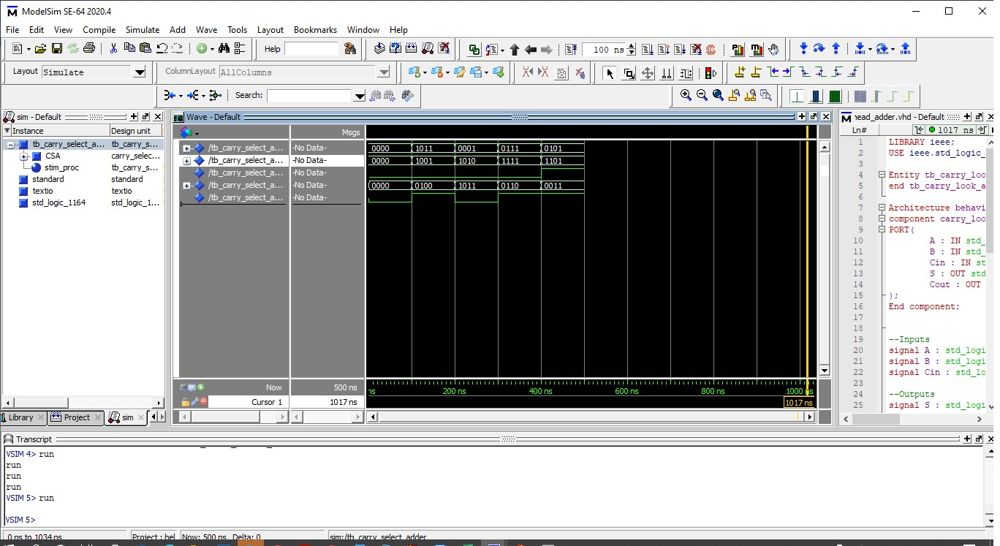 ModelSim SE-64 2020.4
File Edit View Compile Simulate Add Wave Tools Layout Bookmarks Window Help
Help 100 ns
Layout Simulate ColumnLayout AllColumns
Search:
sim - Default
Instance Design unit
tb_carry_select_a... tb_carry_s...
CSA carry_selec...
stim_proc tb_carry_s...
standard standard
textio textio
std_logic_1164 std_logic_1...
Library Project sim
Wave - Default
Msgs
/tb_carry_select_a... -No Data- 0000 1011 0001 0111 0101
/tb_carry_select_a... -No Data- 0000 1001 1010 1111 1101
/tb_carry_select_a... -No Data-
/tb_carry_select_a... -No Data- 0000 0100 1011 0110 0011
/tb_carry_select_a... -No Data-
Now 500 ns ns 200 ns 400 ns 600 ns 800 ns 1000 ns
Cursor 1 1017 ns 1017 ns
nead_adder.vhd - Default
Ln# 1017 ns
1 LIBRARY ieee;
2 USE ieee.std_logic_
3
4 Entity tb_carry_loo
5 end tb_carry_look_a
6
7 Architecture behavi
8 component carry_loo
9 PORT(
10 A : IN std_
11 B : IN std_
12 Cin : IN st
13 S : OUT std
14 Cout : OUT
15 );
16 End component;
17
18
19 --Inputs
20 signal A : std_logi
21 signal B : std_logi
22 signal Cin : std_lo
23
24 --Outputs
25 signal S : std_logi
Transcript
VSIM 4> run
run
run
run
VSIM 5> run
VSIM 5>
0 ns to 1034 ns Project : hel Now: 500 ns Delta: 0 sim:/tb_carry_select_adder